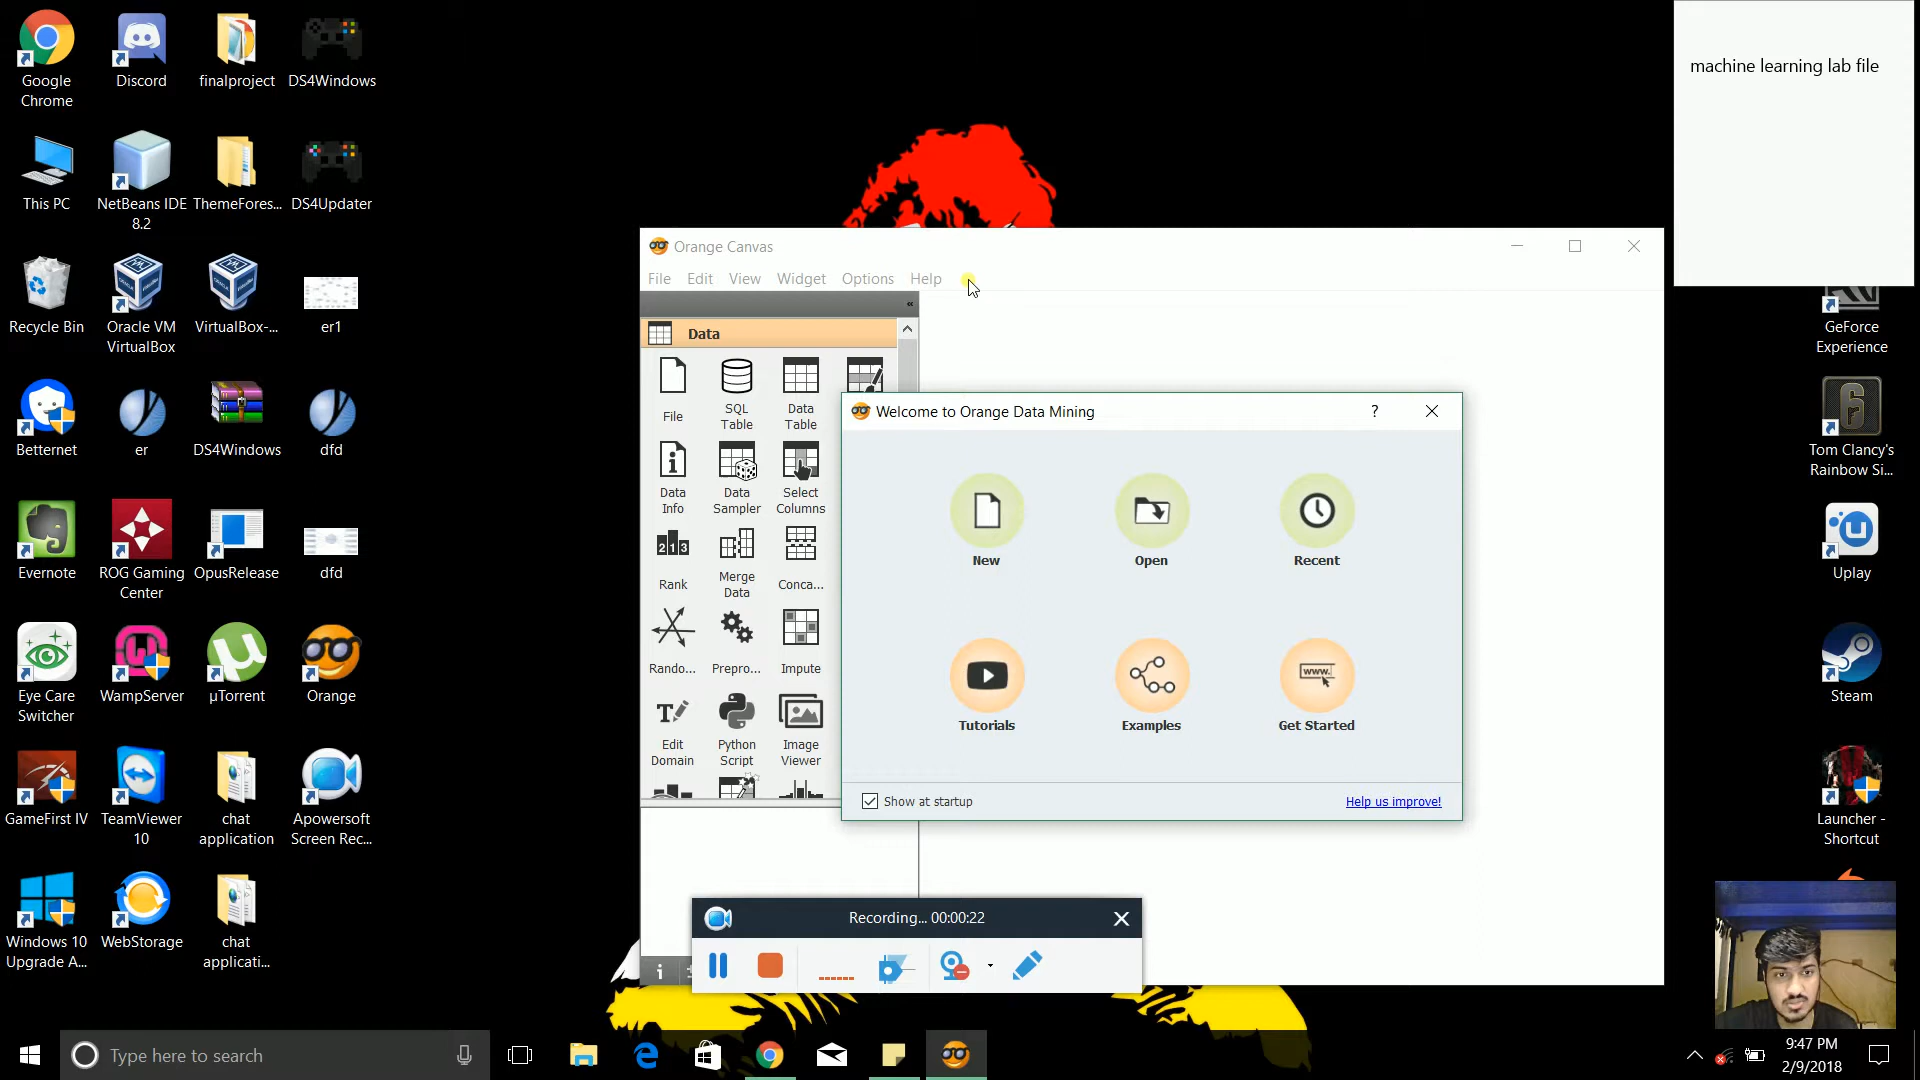 Google
Chrome
Discord
finalproject
DS4Windows
This PC
NetBeans IDE
8.2
ThemeFores...
DS4Updater
Recycle Bin
Oracle VM
VirtualBox
VirtualBox-...
er1
Betternet
er
DS4Windows
dfd
Evernote
ROG Gaming
Center
OpusRelease
dfd
Eye Care
Switcher
WampServer
µTorrent
Orange
GameFirst IV
TeamViewer
10
chat
application
Apowersoft
Screen Rec...
Windows 10
Upgrade A...
WebStorage
chat
applicati...
Orange Canvas
File Edit View Widget Options Help
Data
File
SQL
Table
Data
Table
Data
Info
Data
Sampler
Select
Columns
Rank
Merge
Data
Conca...
Rando...
Prepro...
Impute
Edit
Domain
Python
Script
Image
Viewer
Welcome to Orange Data Mining
?
New
Open
Recent
Tutorials
Examples
www.
Get Started
Show at startup
Help us improve!
Recording... 00:00:22
machine learning lab file
GeForce
Experience
Tom Clancy's
Rainbow Si...
Uplay
Steam
Launcher -
Shortcut
Type here to search
9:47 PM
2/9/2018